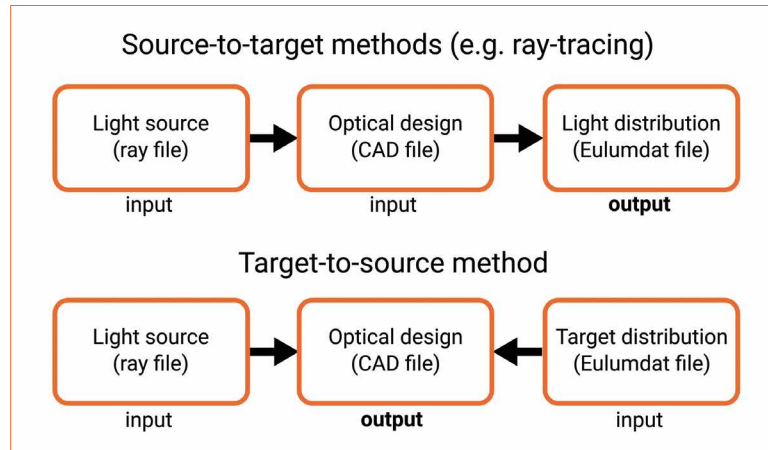 Source-to-target methods (e.g. ray-tracing)
Light source
(ray file)
Optical design
(CAD file)
Light distribution
(Eulumdat file)
input
input
output
Target-to-source method
Light source
(ray file)
Optical design
(CAD file)
Target distribution
(Eulumdat file)
input
output
input